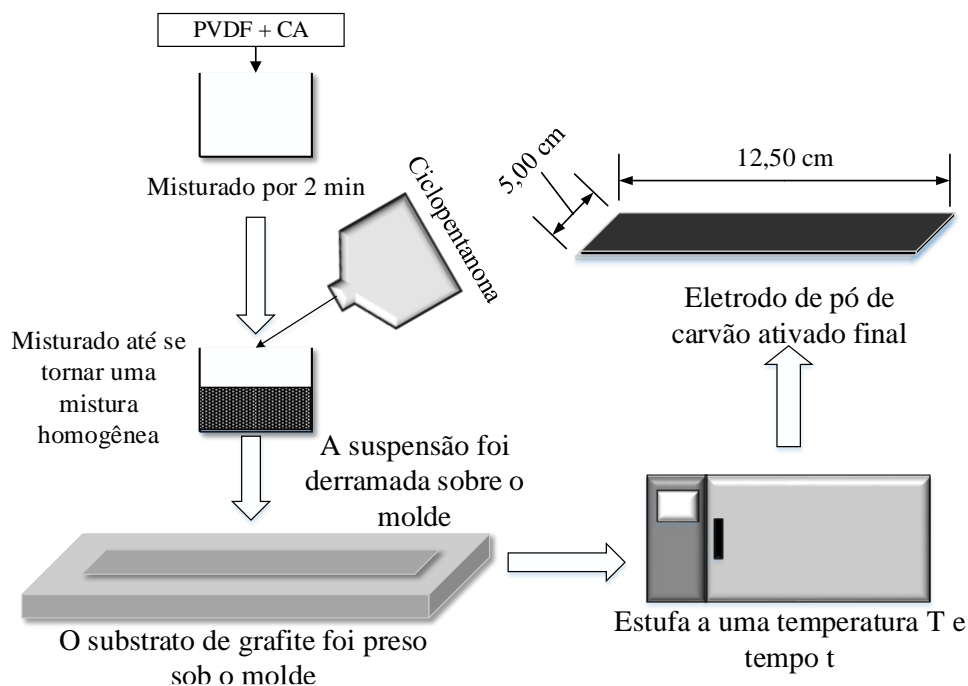 PVDF + CA
Misturado por 2 min
Ciclopentanona
Misturado até se
tornar uma
mistura
homogênea
A suspensão foi
derramada sobre o
molde
O substrato de grafite foi preso
sob o molde
Estufa a uma temperatura T e
tempo t
Eletrodo de pó de
carvão ativado final
5,00 cm
12,50 cm